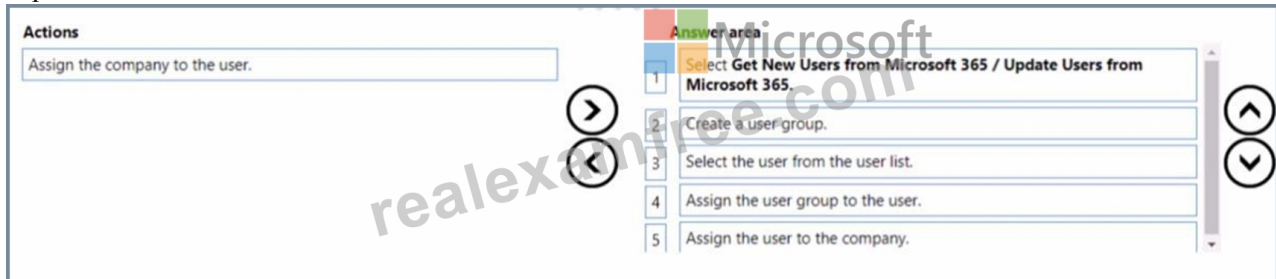 Actions
Assign the company to the user.
Answer area
Microsoft
1 Select Get New Users from Microsoft 365 / Update Users from
Microsoft 365.
2 Create a user group.
3 Select the user from the user list.
4 Assign the user group to the user.
5 Assign the user to the company.
realexamfree.com